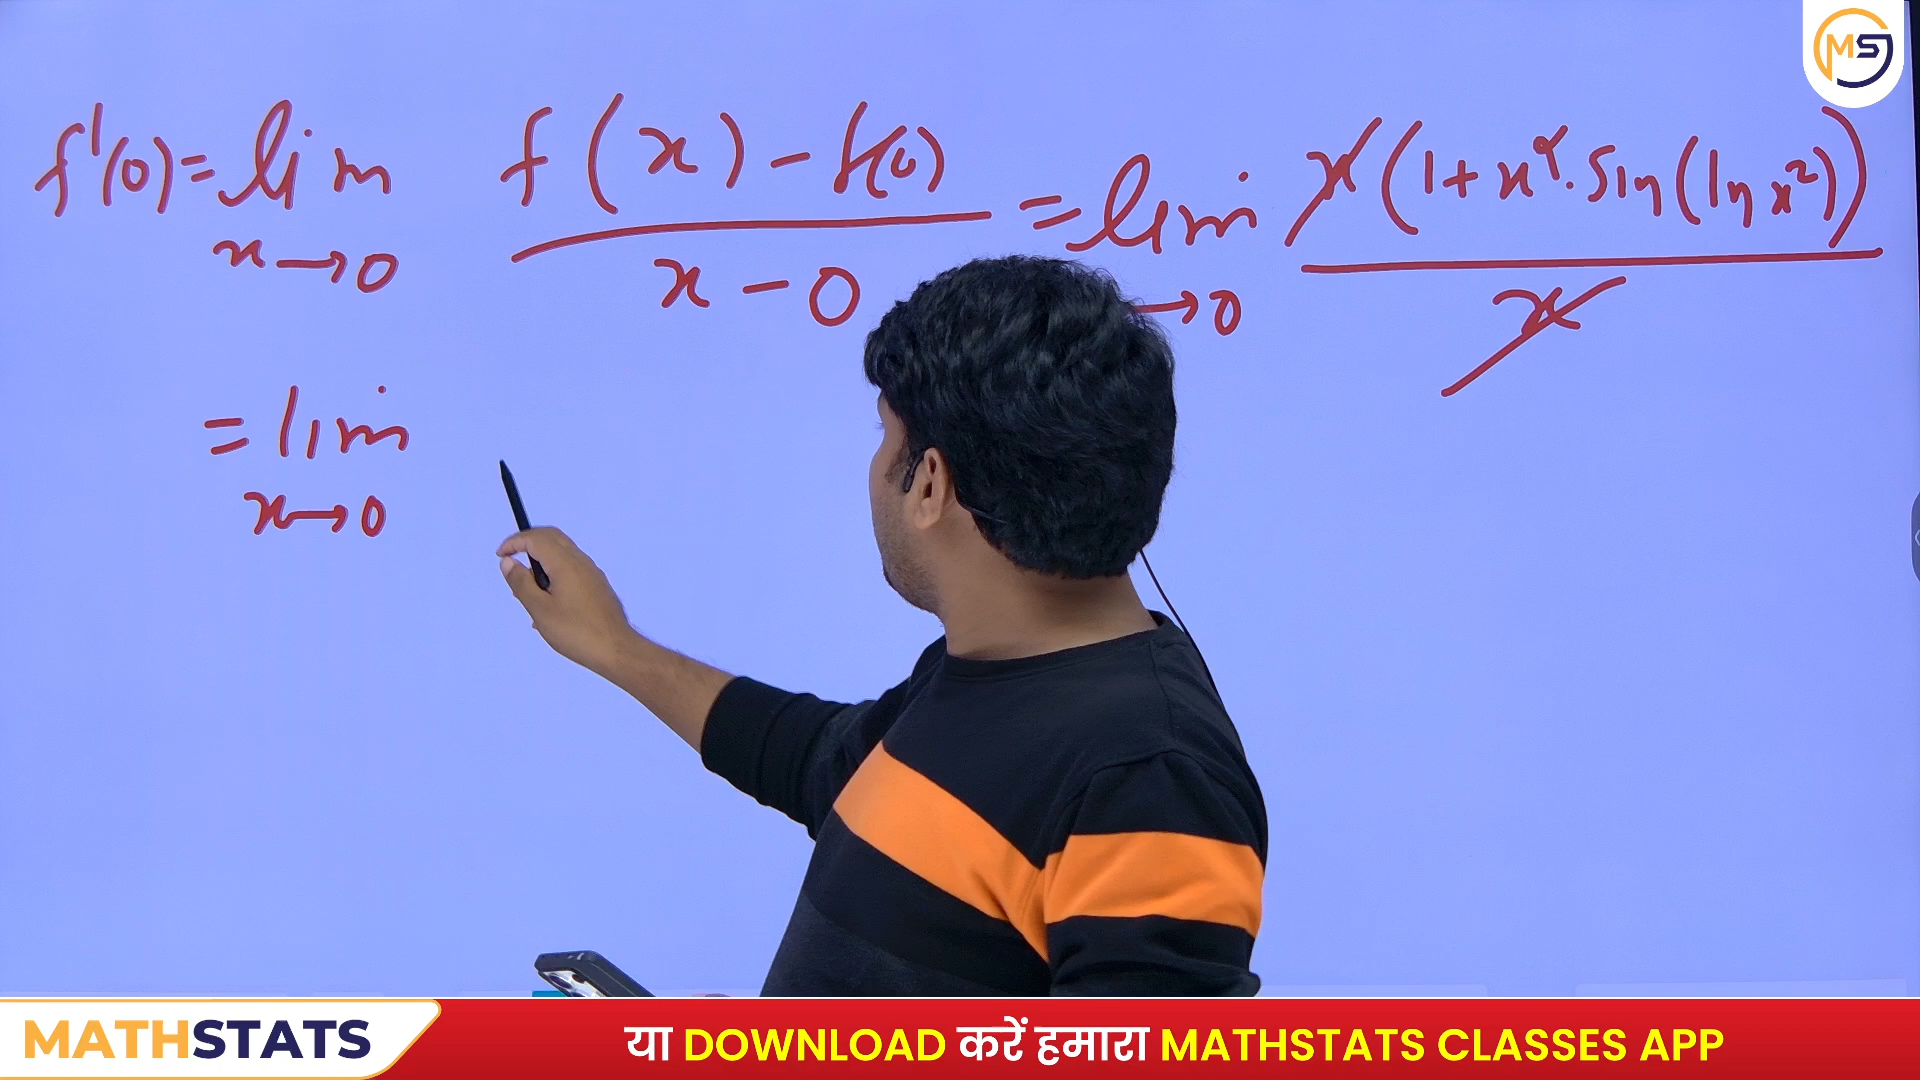 MS
f'(0) = lim x→0 f(x) - f(0) / x - 0 = lim →0 x(1 + x^α . Sin(ln x²)) / x
= lim x→0
MATHSTATS
या DOWNLOAD करें हमारा MATHSTATS CLASSES APP